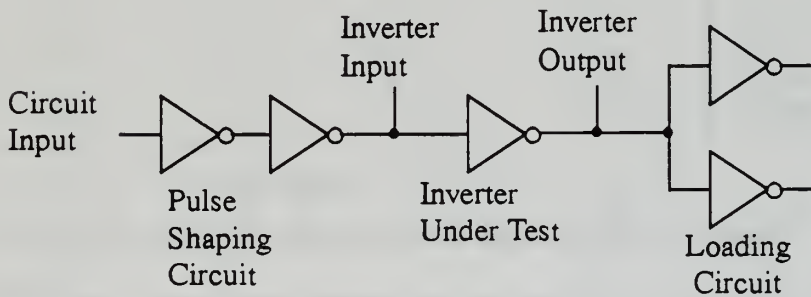 Inverter
Input
Inverter
Output
Circuit
Input
Pulse
Shaping
Circuit
Inverter
Under Test
Loading
Circuit